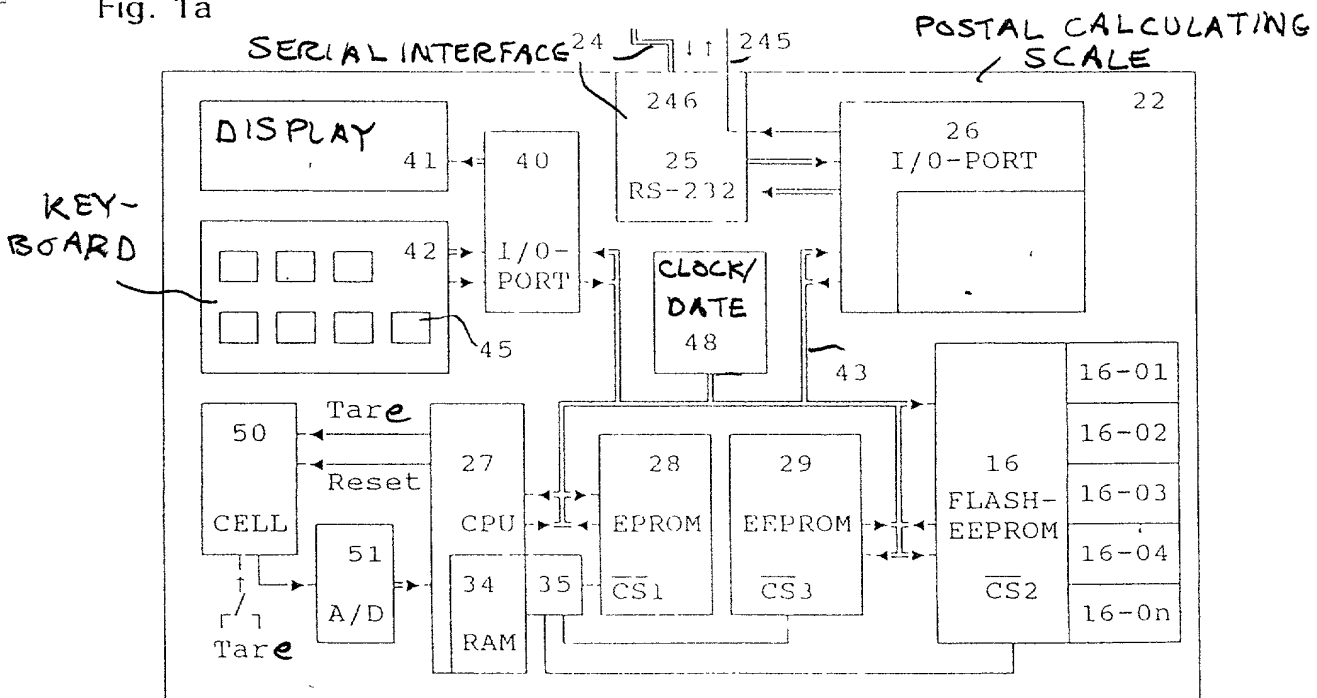 Fig. 1a
SERIAL INTERFACE 24 ↓ ↑ 245
POSTAL CALCULATING
SCALE
22
DISPLAY
41
40
I/O-
PORT
246
25
RS-232
26
I/O-PORT
KEY-
BOARD
42
45
CLOCK/
DATE
48
43
Tare
Reset
50
CELL
Tare
51
A/D
27
CPU
34
RAM
35
28
EPROM
CS1
29
EEPROM
CS3
16
FLASH-
EEPROM
CS2
16-01
16-02
16-03
16-04
16-0n